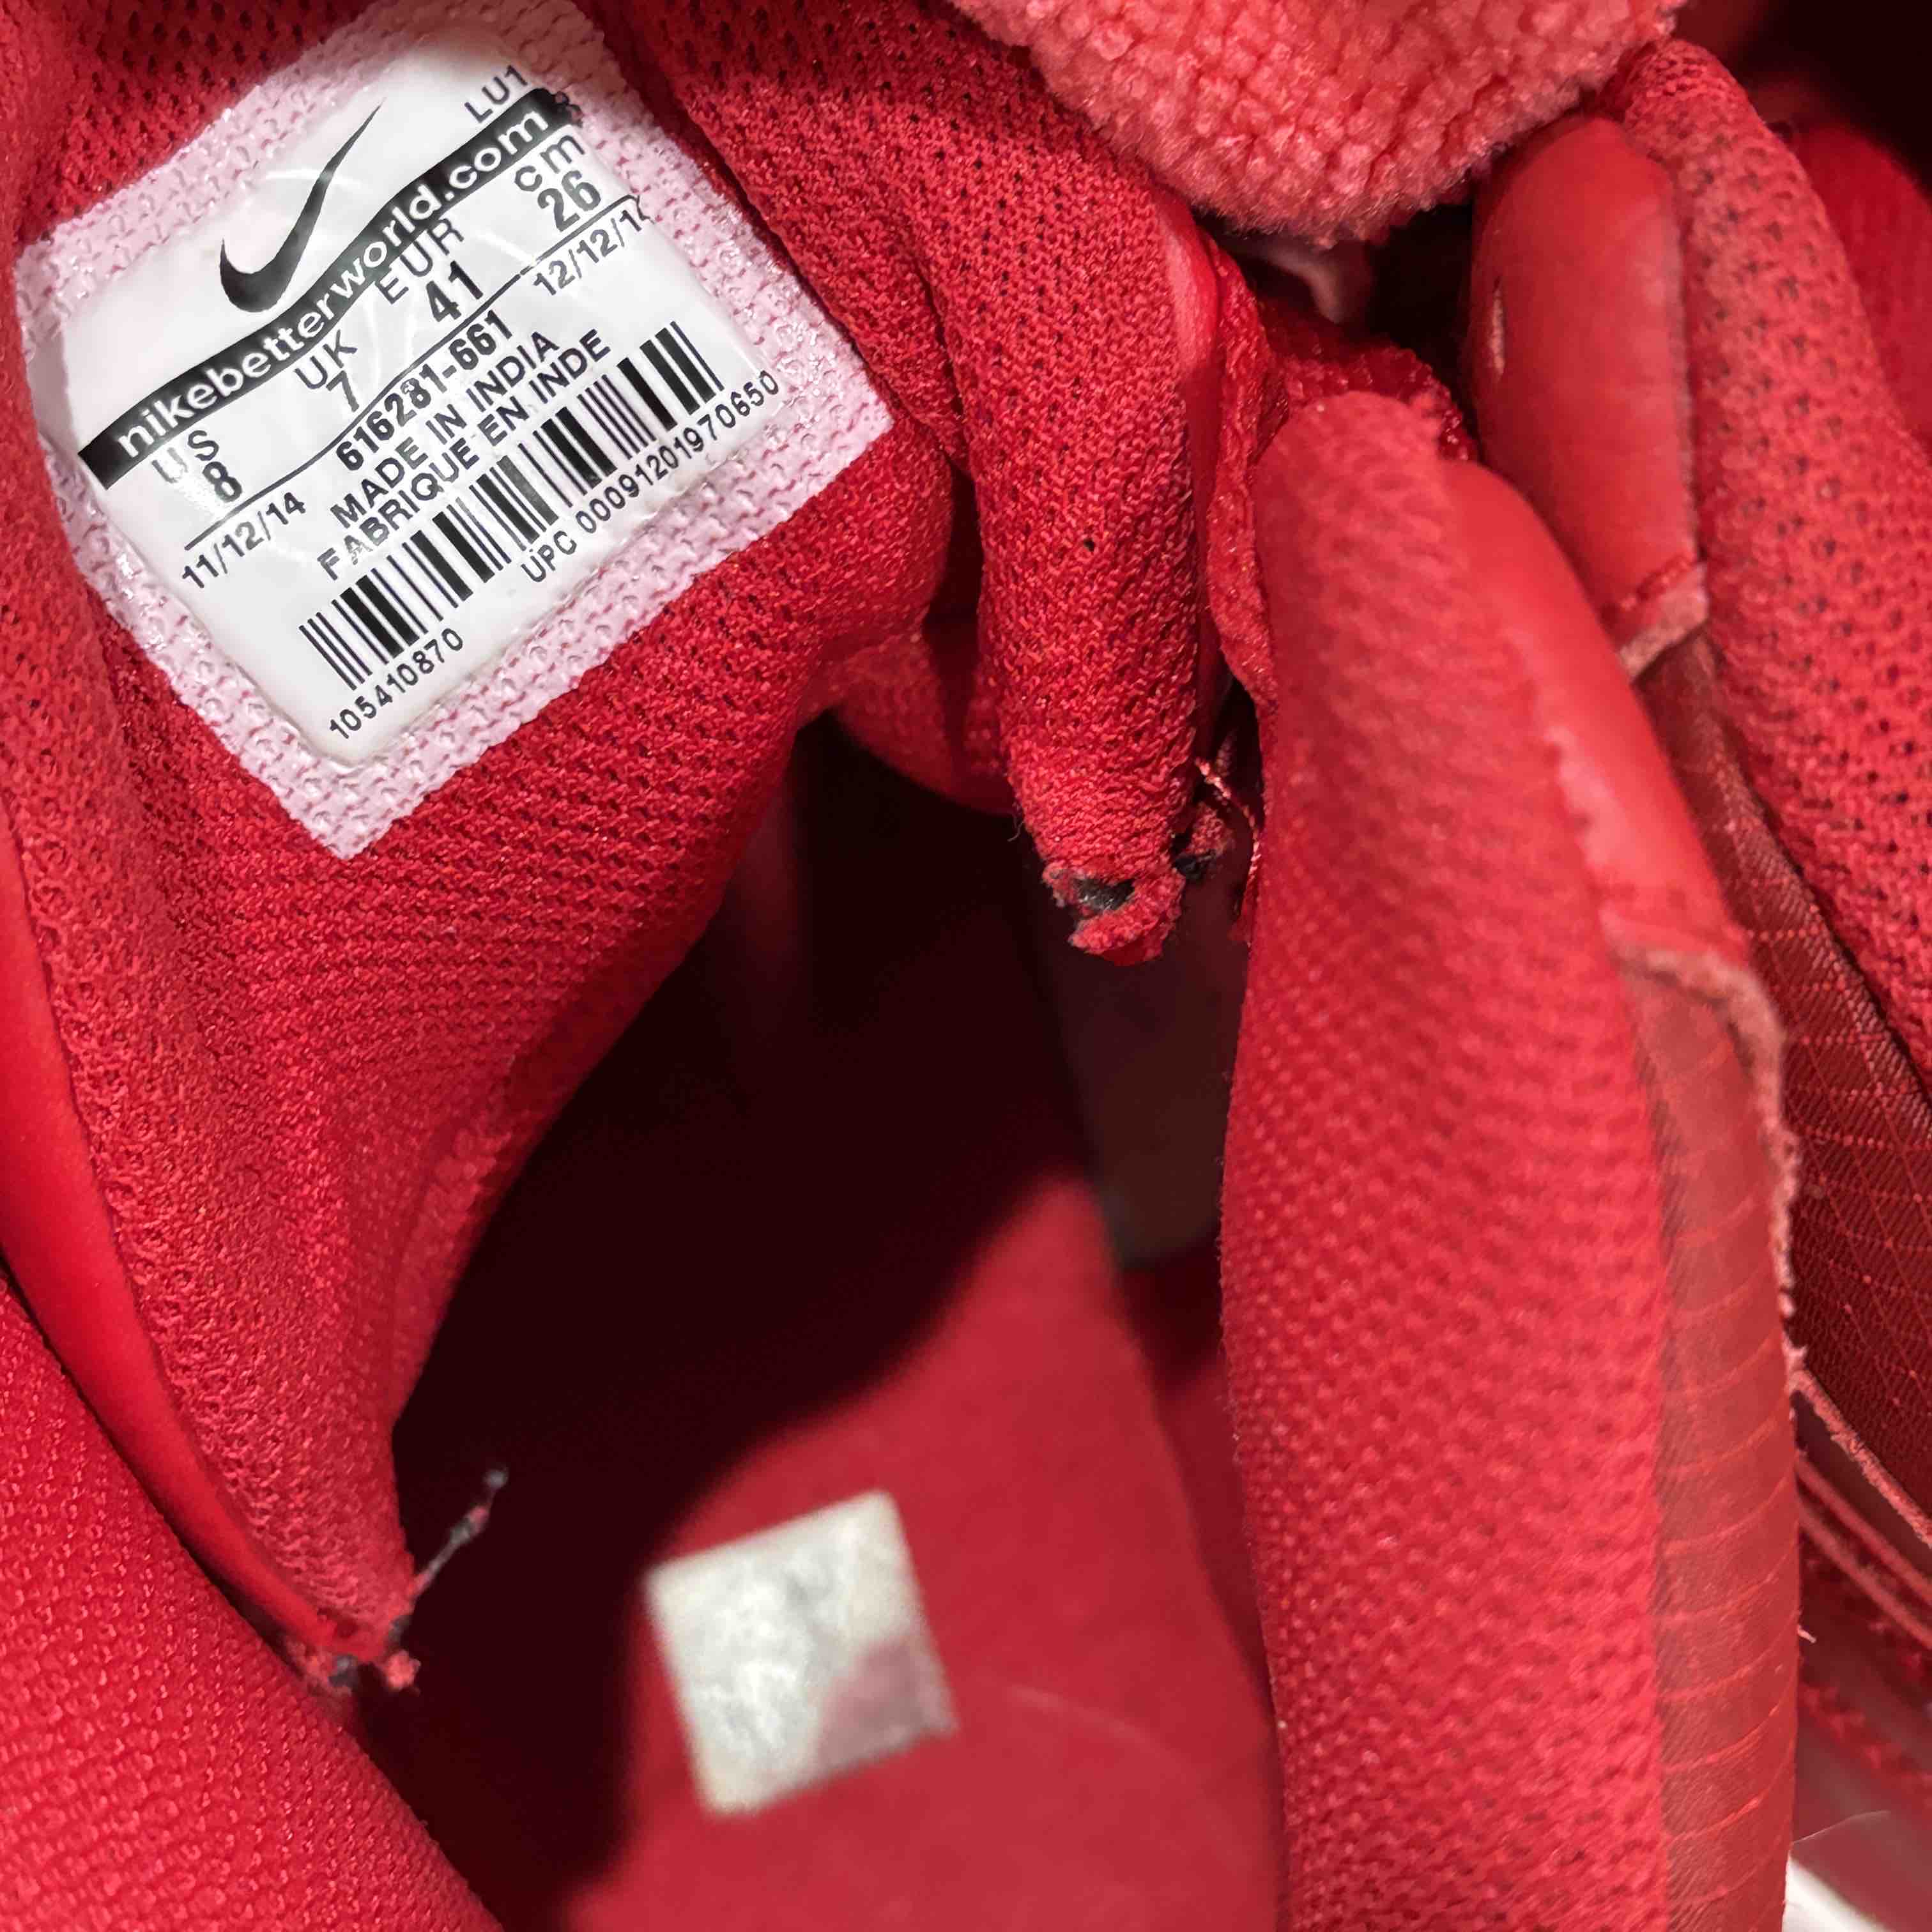 LU1
nikebetterworld.com
US UK EUR cm
8 7 41 26
11/12/14 616281-661 12/12/14
MADE IN INDIA
FABRIQUE EN INDE
UPC 00091201970650
105410870